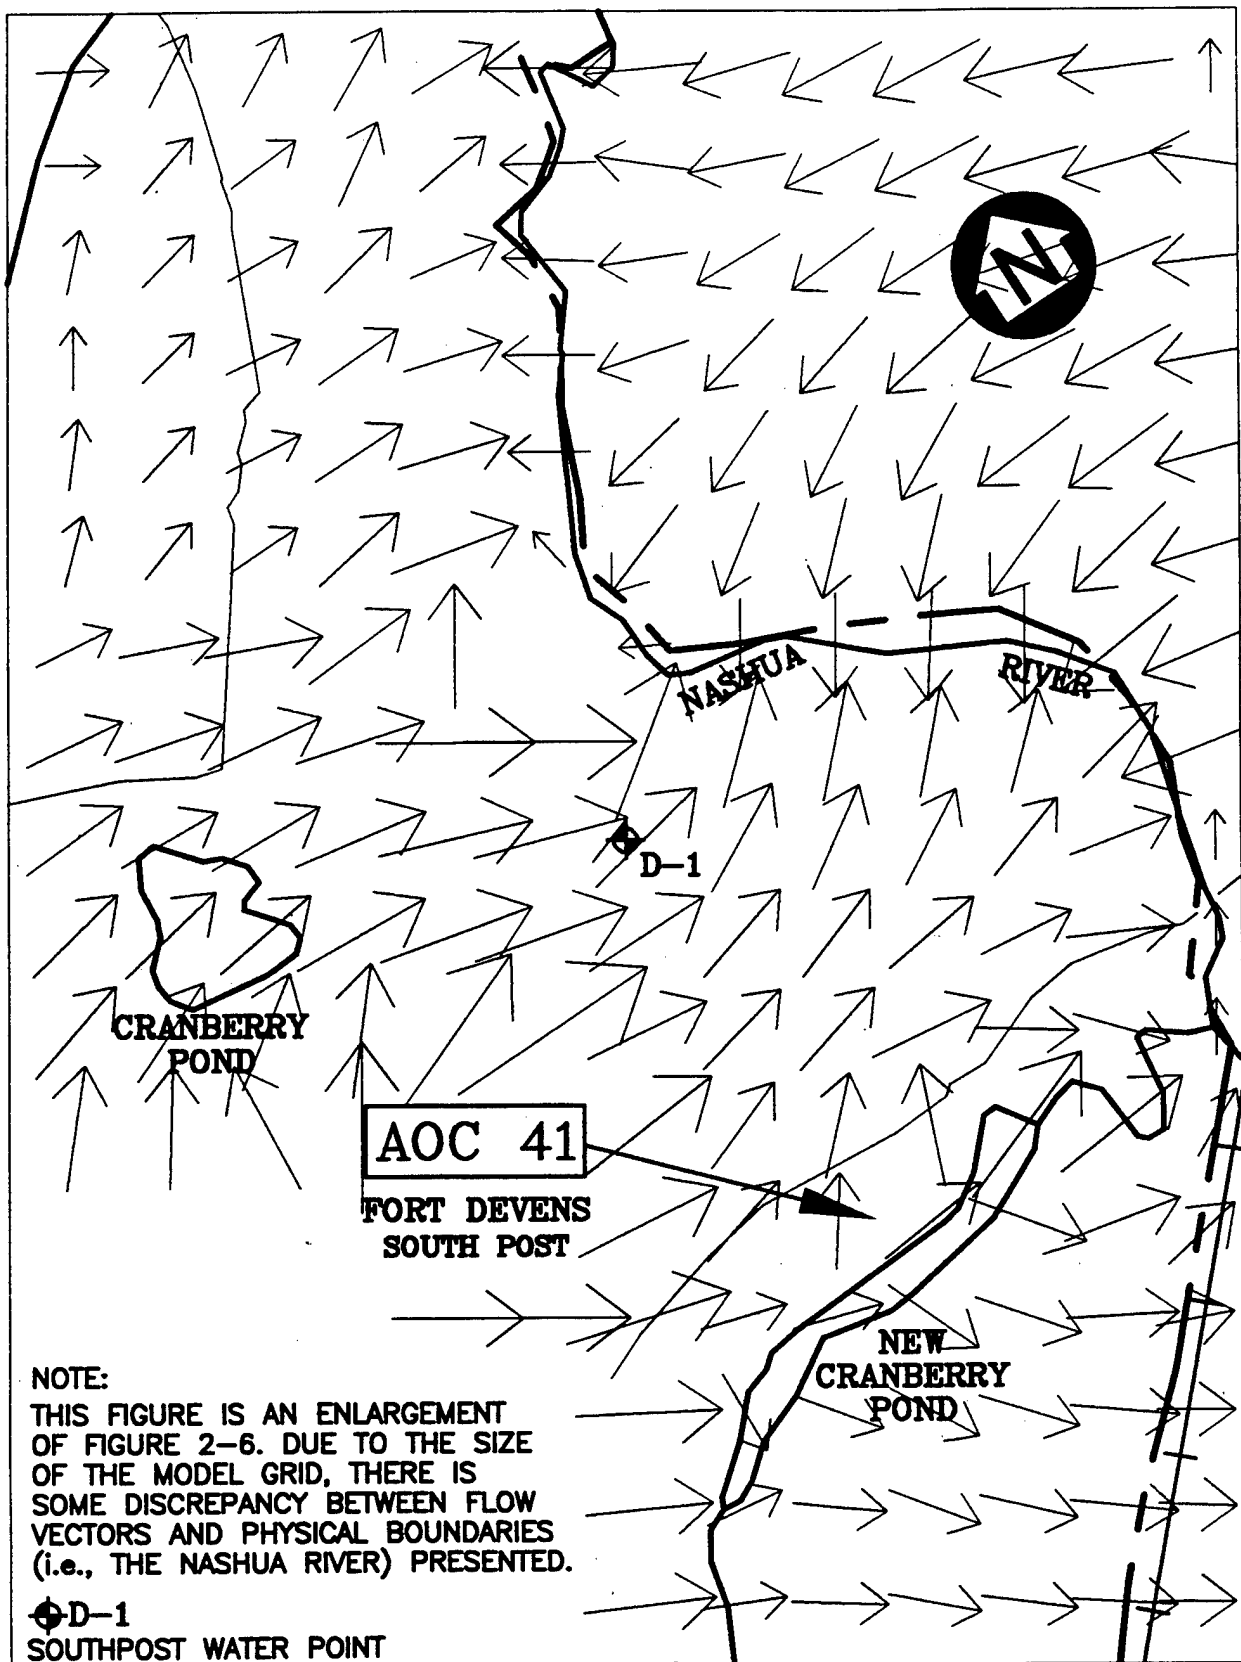 N
NASHUA
RIVER
D-1
CRANBERRY
POND
AOC 41
FORT DEVENS
SOUTH POST
NEW
CRANBERRY
POND
NOTE:
THIS FIGURE IS AN ENLARGEMENT
OF FIGURE 2-6. DUE TO THE SIZE
OF THE MODEL GRID, THERE IS
SOME DISCREPANCY BETWEEN FLOW
VECTORS AND PHYSICAL BOUNDARIES
(i.e., THE NASHUA RIVER) PRESENTED.
D-1
SOUTHPOST WATER POINT